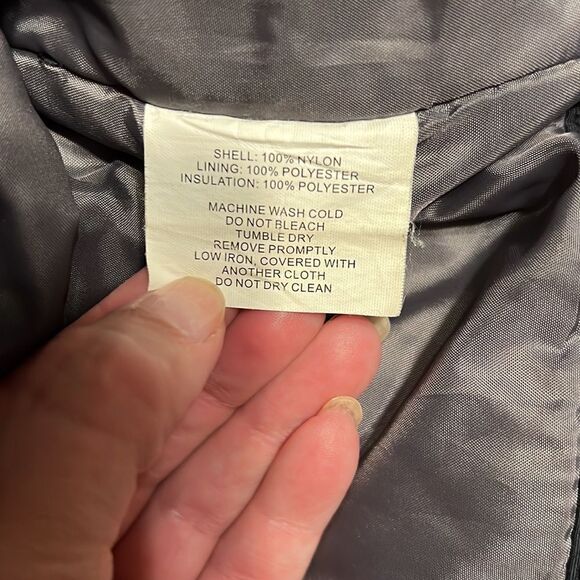 SHELL: 100% NYLON
LINING: 100% POLYESTER
INSULATION: 100% POLYESTER
MACHINE WASH COLD
DO NOT BLEACH
TUMBLE DRY
REMOVE PROMPTLY
LOW IRON, COVERED WITH
ANOTHER CLOTH
DO NOT DRY CLEAN